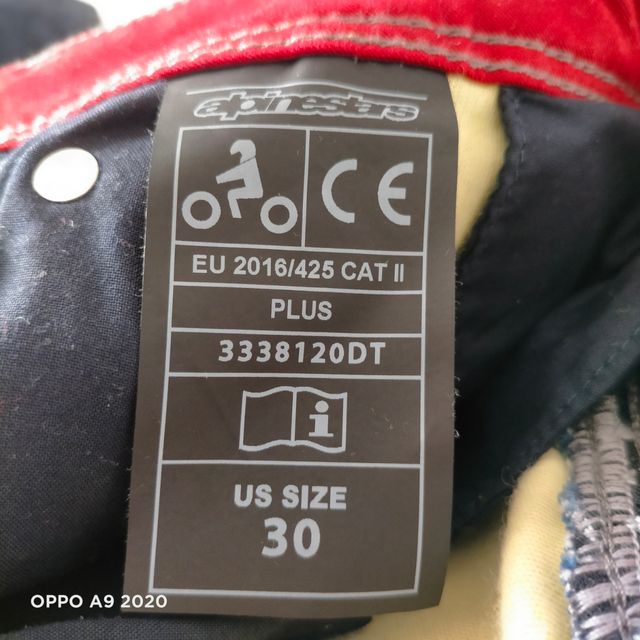 alpinestars
CE
EU 2016/425 CAT II
PLUS
3338120DT
i
US SIZE
30
OPPO A9 2020